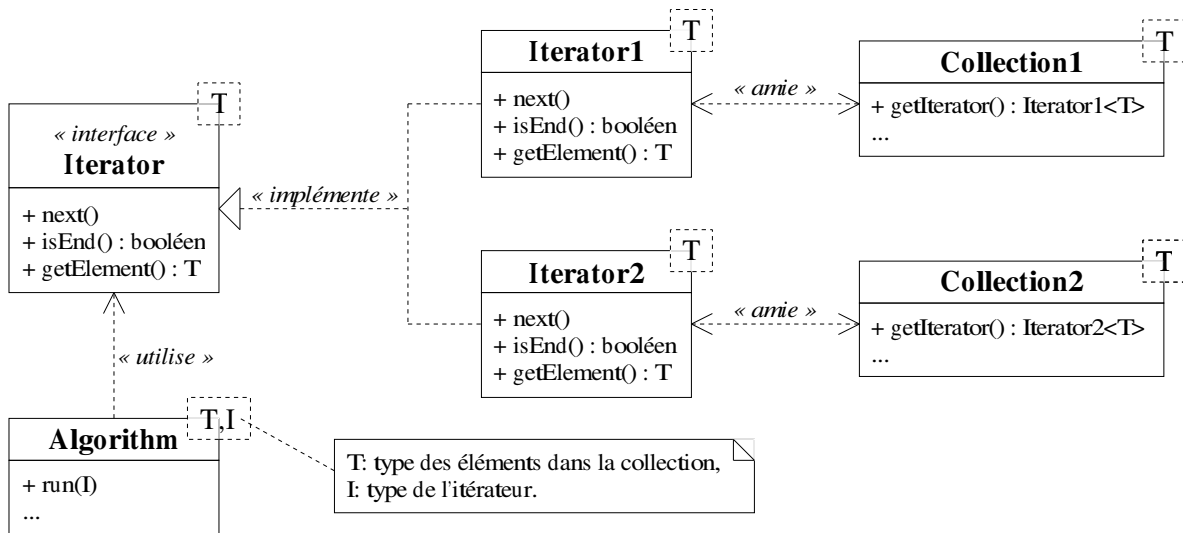 T
« interface »
Iterator
+ next()
+ isEnd() : booléen
+ getElement() : T
« implémente »
T
Iterator1
+ next()
+ isEnd() : booléen
+ getElement() : T
« amie »
T
Collection1
+ getIterator() : Iterator1<T>
...
T
Iterator2
+ next()
+ isEnd() : booléen
+ getElement() : T
« amie »
T
Collection2
+ getIterator() : Iterator2<T>
...
« utilise »
T,I
Algorithm
+ run(I)
...
T: type des éléments dans la collection,
I: type de l'itérateur.